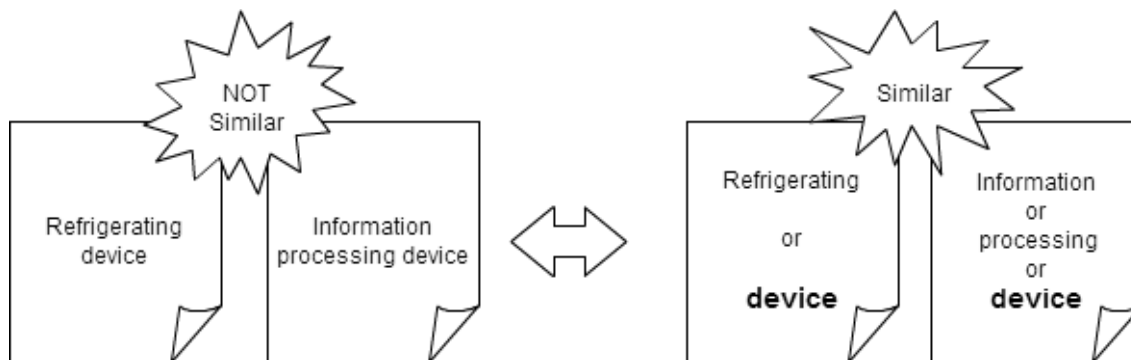 NOT
Similar
Refrigerating
device
Information
processing device
Similar
Refrigerating
or
device
Information
or
processing
or
device